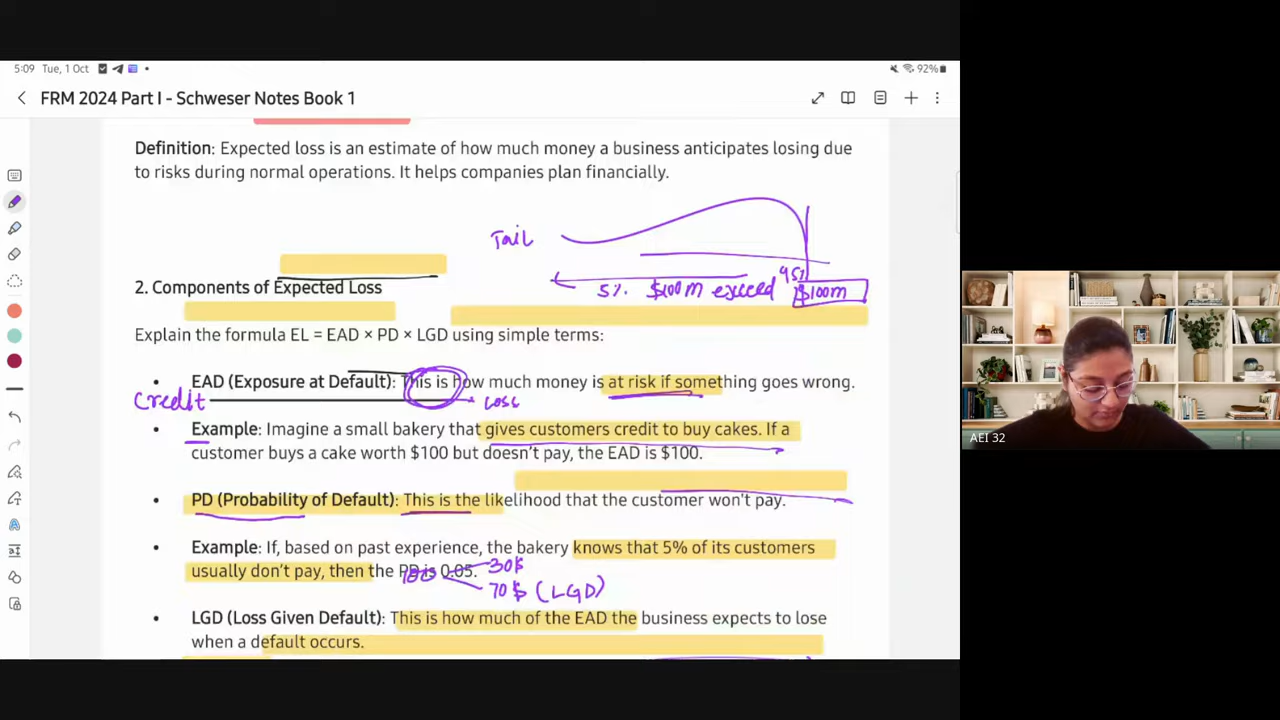 5:09 Tue, 1 Oct
92%
FRM 2024 Part I - Schweser Notes Book 1
Definition: Expected loss is an estimate of how much money a business anticipates losing due
to risks during normal operations. It helps companies plan financially.
Tail
95%
5% $100m exceed $100m
2. Components of Expected Loss
Explain the formula EL = EAD × PD × LGD using simple terms:
• EAD (Exposure at Default): This is how much money is at risk if something goes wrong.
Credit Loss
• Example: Imagine a small bakery that gives customers credit to buy cakes. If a
customer buys a cake worth $100 but doesn't pay, the EAD is $100.
• PD (Probability of Default): This is the likelihood that the customer won't pay.
• Example: If, based on past experience, the bakery knows that 5% of its customers
usually don't pay, then the PD is 0.05.
100 30$
70$ (LGD)
• LGD (Loss Given Default): This is how much of the EAD the business expects to lose
when a default occurs.
AEI 32